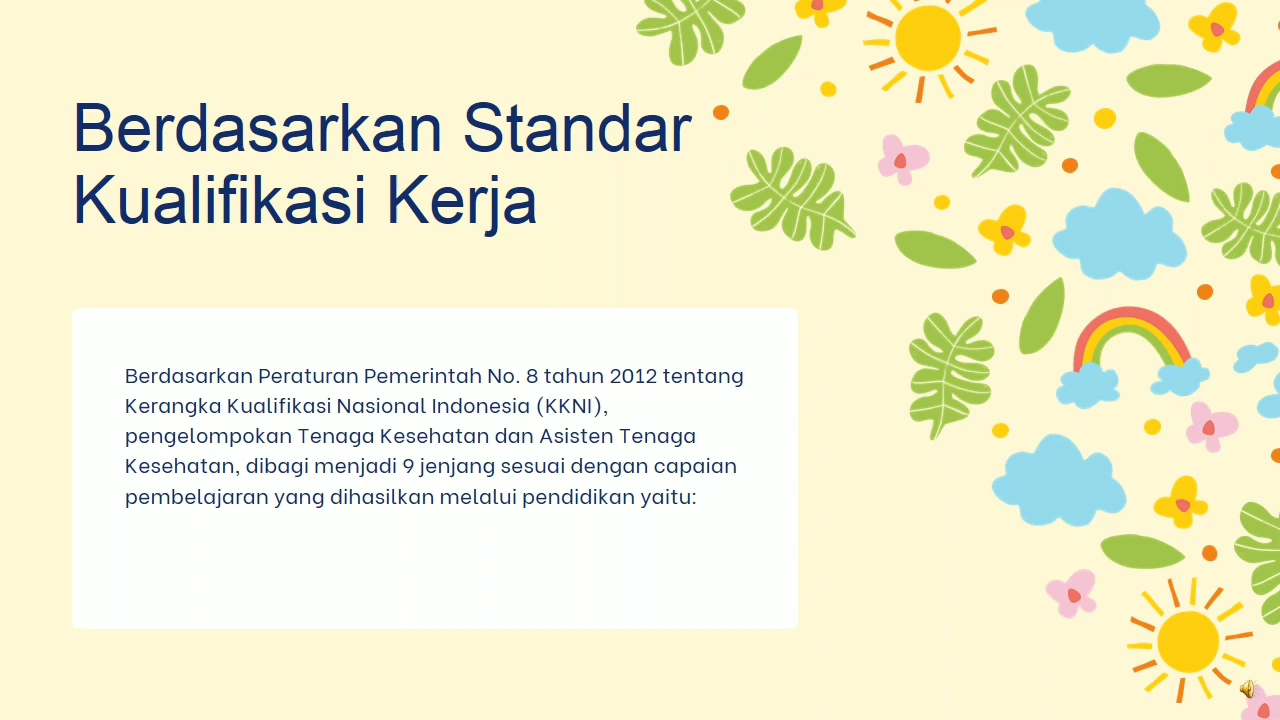 Berdasarkan Standar
Kualifikasi Kerja
Berdasarkan Peraturan Pemerintah No. 8 tahun 2012 tentang
Kerangka Kualifikasi Nasional Indonesia (KKNI),
pengelompokan Tenaga Kesehatan dan Asisten Tenaga
Kesehatan, dibagi menjadi 9 jenjang sesuai dengan capaian
pembelajaran yang dihasilkan melalui pendidikan yaitu: